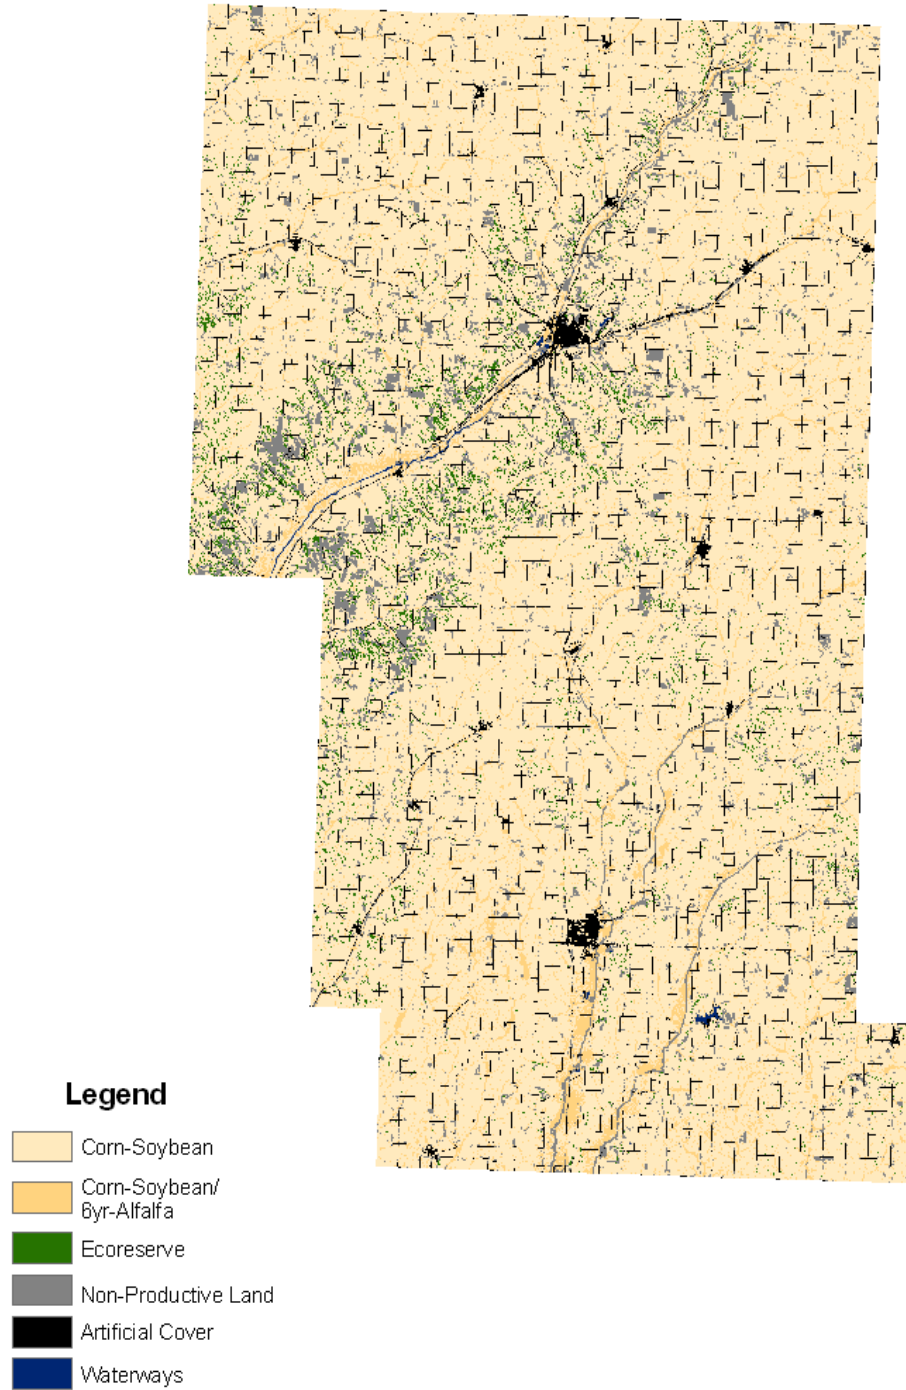 Legend
Corn-Soybean
Corn-Soybean/
6yr-Alfalfa
Ecoreserve
Non-Productive Land
Artificial Cover
Waterways